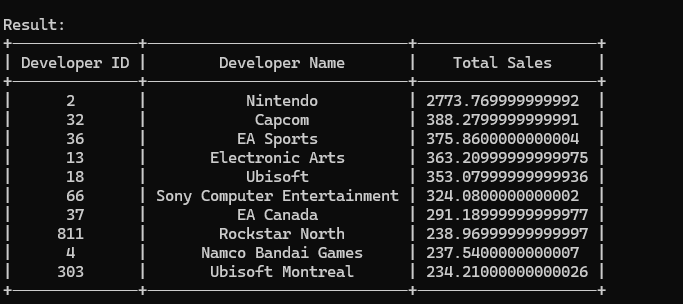 Result:
Developer ID | Developer Name | Total Sales
2 | Nintendo | 2773.769999999992
32 | Capcom | 388.2799999999991
36 | EA Sports | 375.8600000000004
13 | Electronic Arts | 363.20999999999975
18 | Ubisoft | 353.07999999999936
66 | Sony Computer Entertainment | 324.0800000000002
37 | EA Canada | 291.18999999999977
811 | Rockstar North | 238.96999999999997
4 | Namco Bandai Games | 237.5400000000007
303 | Ubisoft Montreal | 234.21000000000026